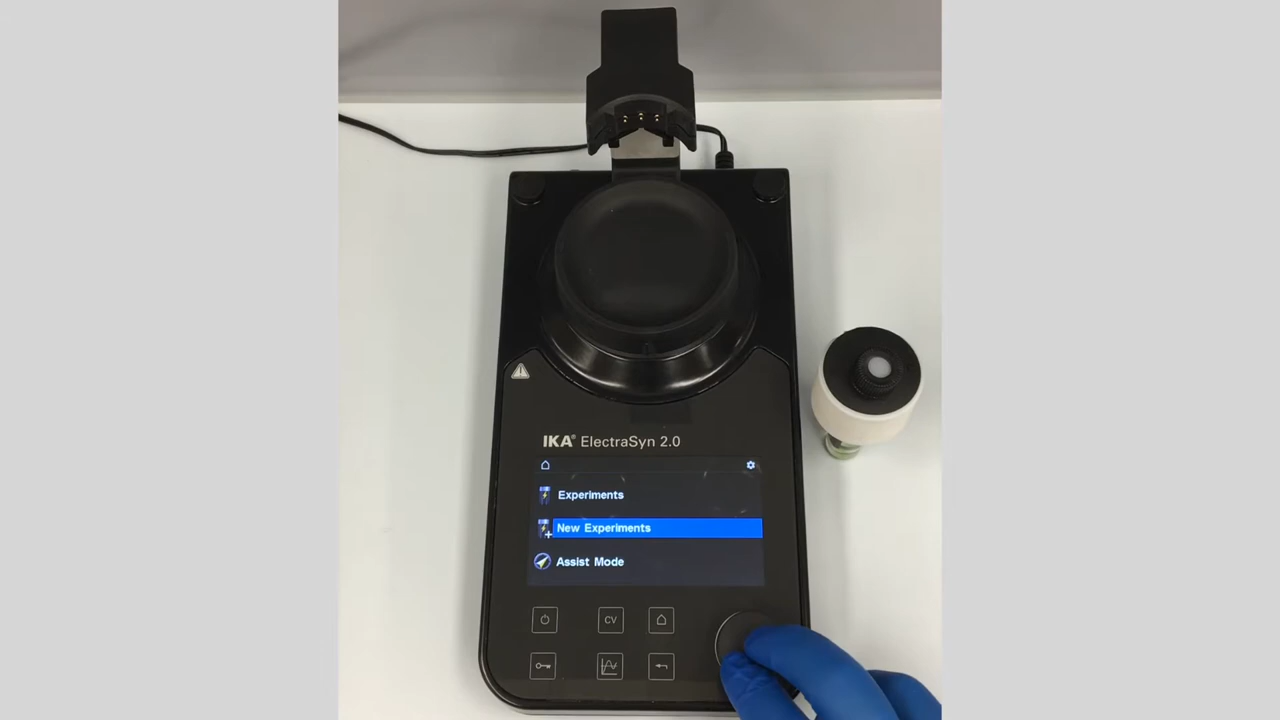 IKA® ElectraSyn 2.0
Experiments
New Experiments
Assist Mode
CV